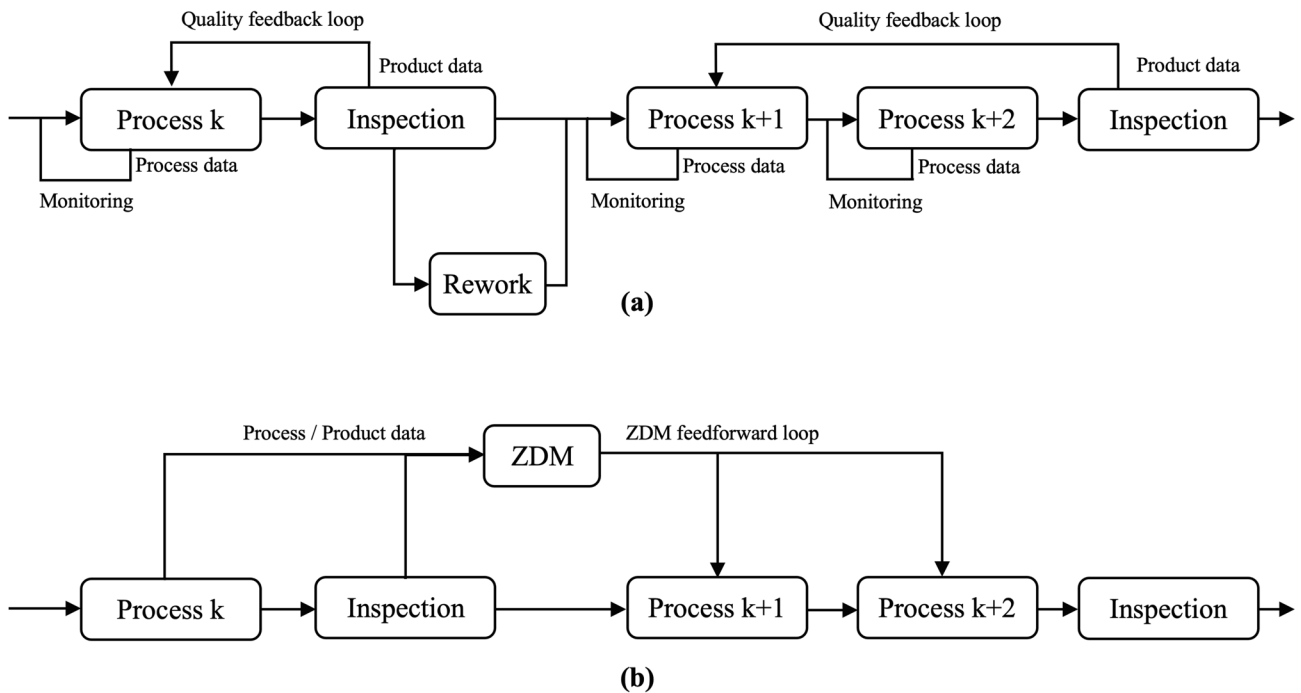 Quality feedback loop
Quality feedback loop
Product data
Product data
Process k
Inspection
Process k+1
Process k+2
Inspection
Process data
Process data
Process data
Monitoring
Monitoring
Monitoring
Rework
(a)
Process / Product data
ZDM feedforward loop
ZDM
Process k
Inspection
Process k+1
Process k+2
Inspection
(b)